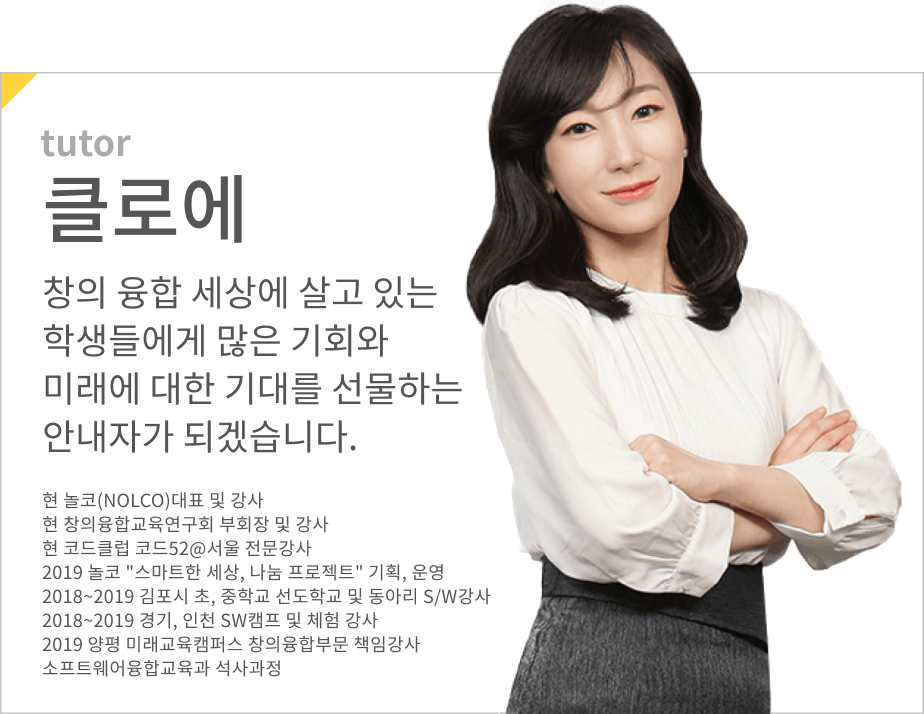 tutor
클로에
창의 융합 세상에 살고 있는
학생들에게 많은 기회와
미래에 대한 기대를 선물하는
안내자가 되겠습니다.
현 놀코(NOLCO)대표 및 강사
현 창의융합교육연구회 부회장 및 강사
현 코드클럽 코드52@서울 전문강사
2019 놀코 "스마트한 세상, 나눔 프로젝트" 기획, 운영
2018~2019 김포시 초, 중학교 선도학교 및 동아리 S/W강사
2018~2019 경기, 인천 SW캠프 및 체험 강사
2019 양평 미래교육캠퍼스 창의융합부문 책임강사
소프트웨어융합교육과 석사과정